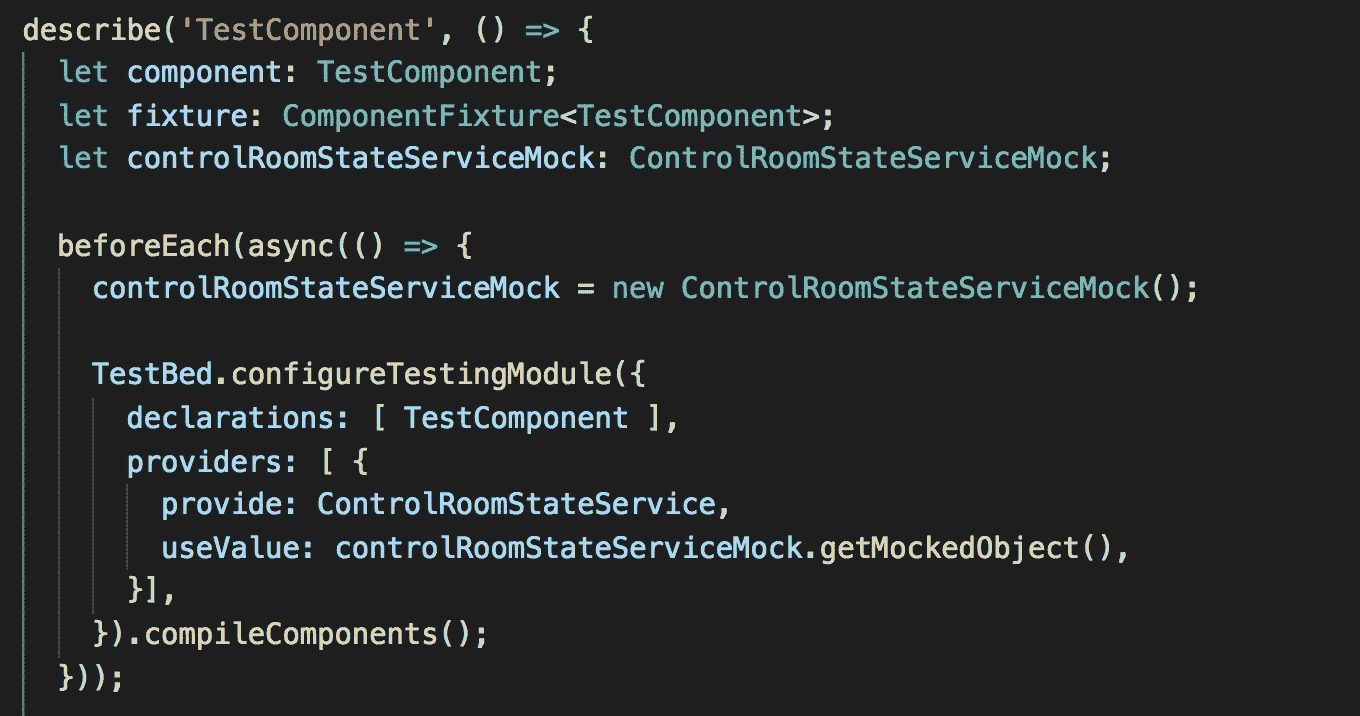 describe('TestComponent', () => {
  let component: TestComponent;
  let fixture: ComponentFixture<TestComponent>;
  let controlRoomStateServiceMock: ControlRoomStateServiceMock;
  beforeEach(async(() => {
    controlRoomStateServiceMock = new ControlRoomStateServiceMock();
    TestBed.configureTestingModule({
      declarations: [ TestComponent ],
      providers: [ {
        provide: ControlRoomStateService,
        useValue: controlRoomStateServiceMock.getMockedObject(),
      }],
    }).compileComponents();
  }));